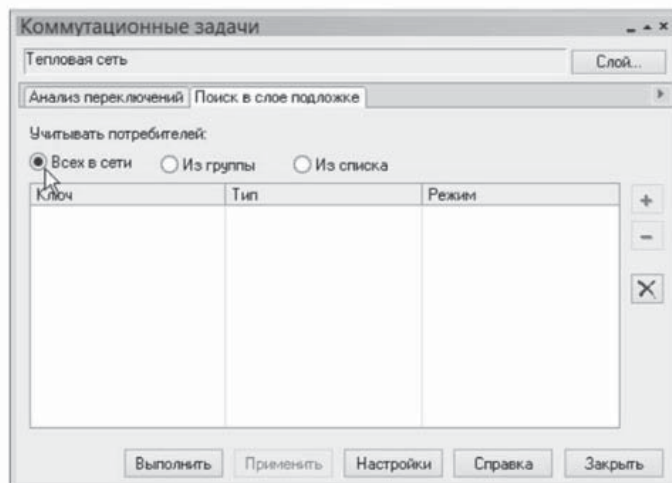 Коммутационные задачи
Тепловая сеть
Слой...
Анализ переключений Поиск в слое подложке
Учитывать потребителей:
Всех в сети Из группы Из списка
Ключ Тип Режим
Выполнить Применить Настройки Справка Закрыть